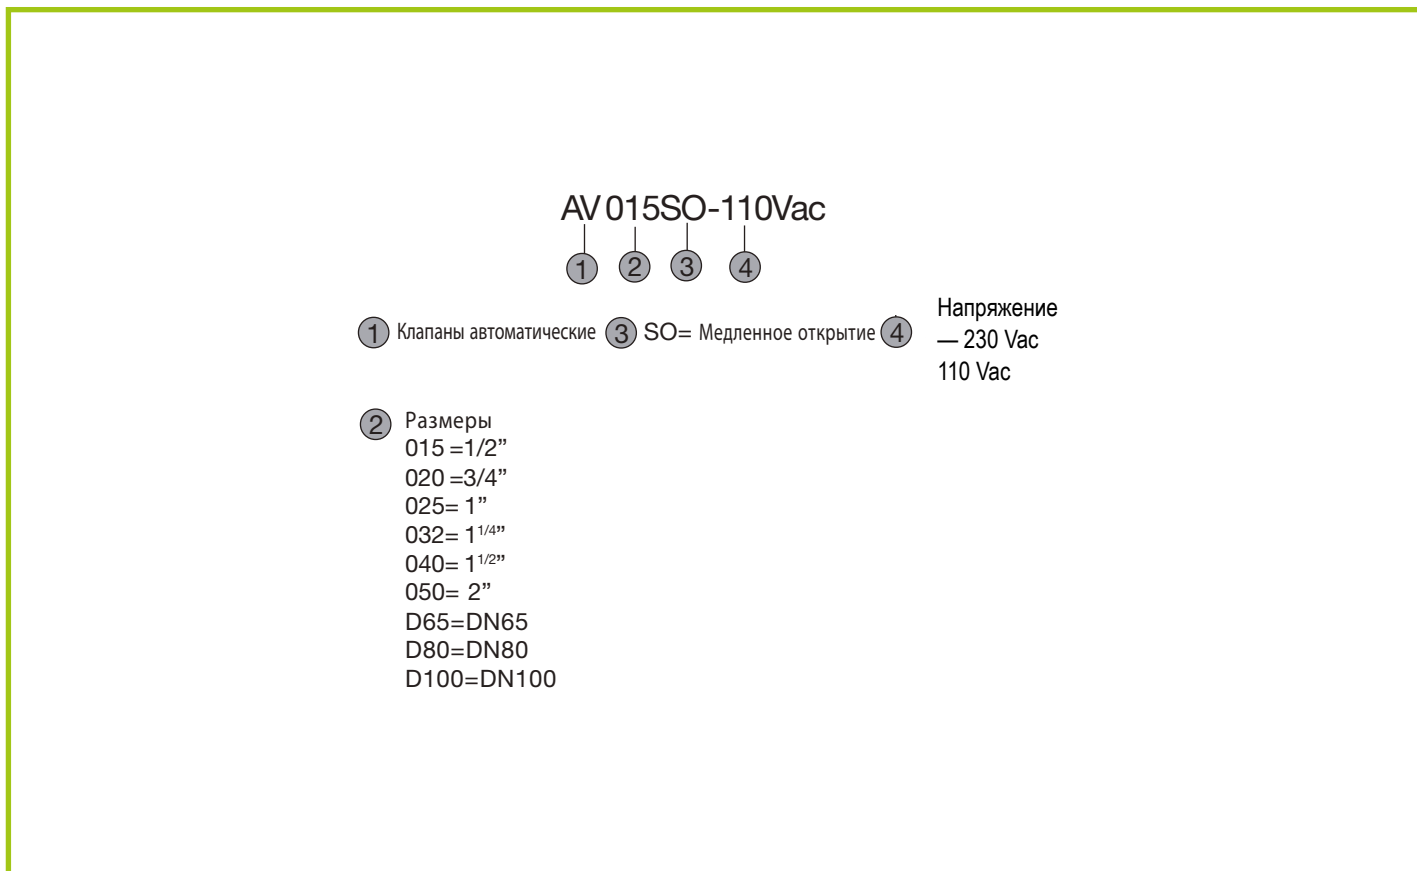 AV015SO-110Vac
1 2 3 4
1 Клапаны автоматические 3 SO= Медленное открытие 4
Напряжение
— 230 Vac
110 Vac
2 Размеры
015 =1/2”
020 =3/4”
025= 1”
032= 1 1/4”
040= 1 1/2”
050= 2”
D65=DN65
D80=DN80
D100=DN100